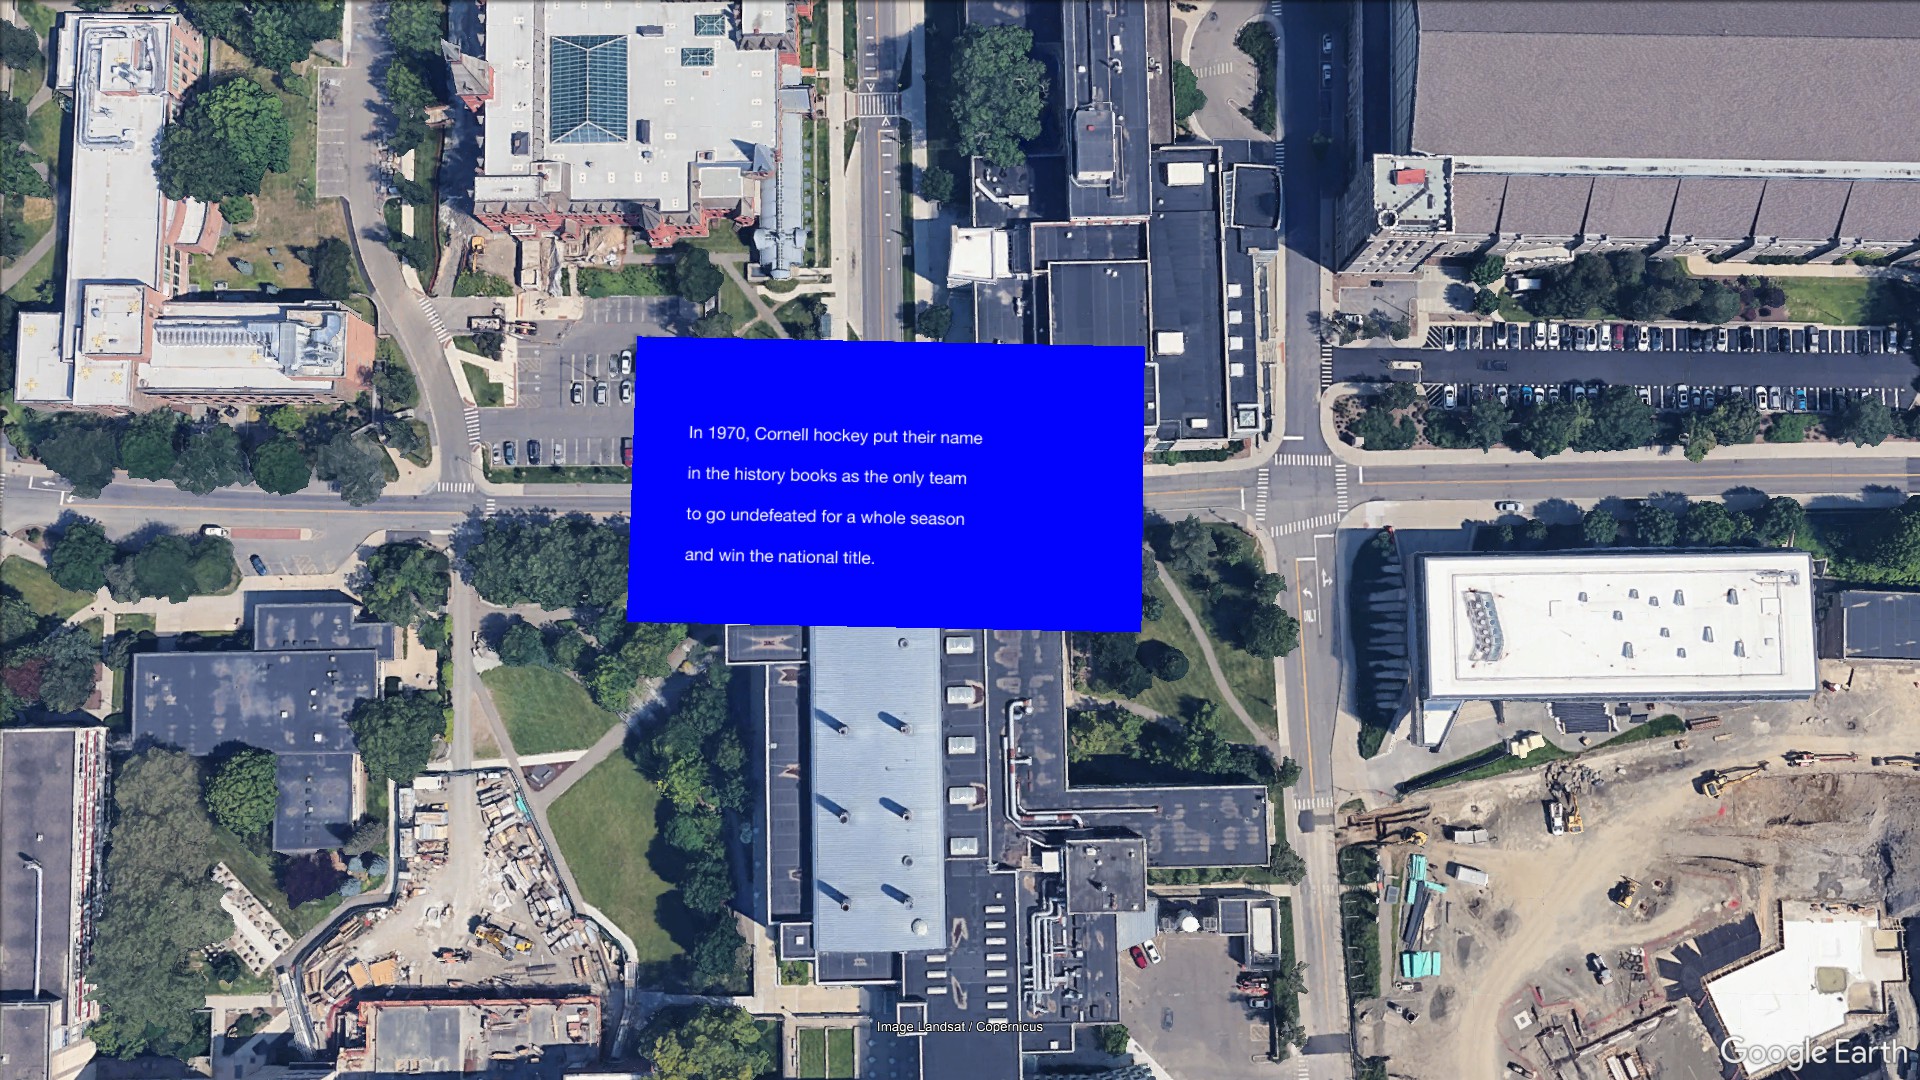 In 1970, Cornell hockey put their name
in the history books as the only team
to go undefeated for a whole season
and win the national title.
ONLY
Image Landsat / Copernicus
Google Earth